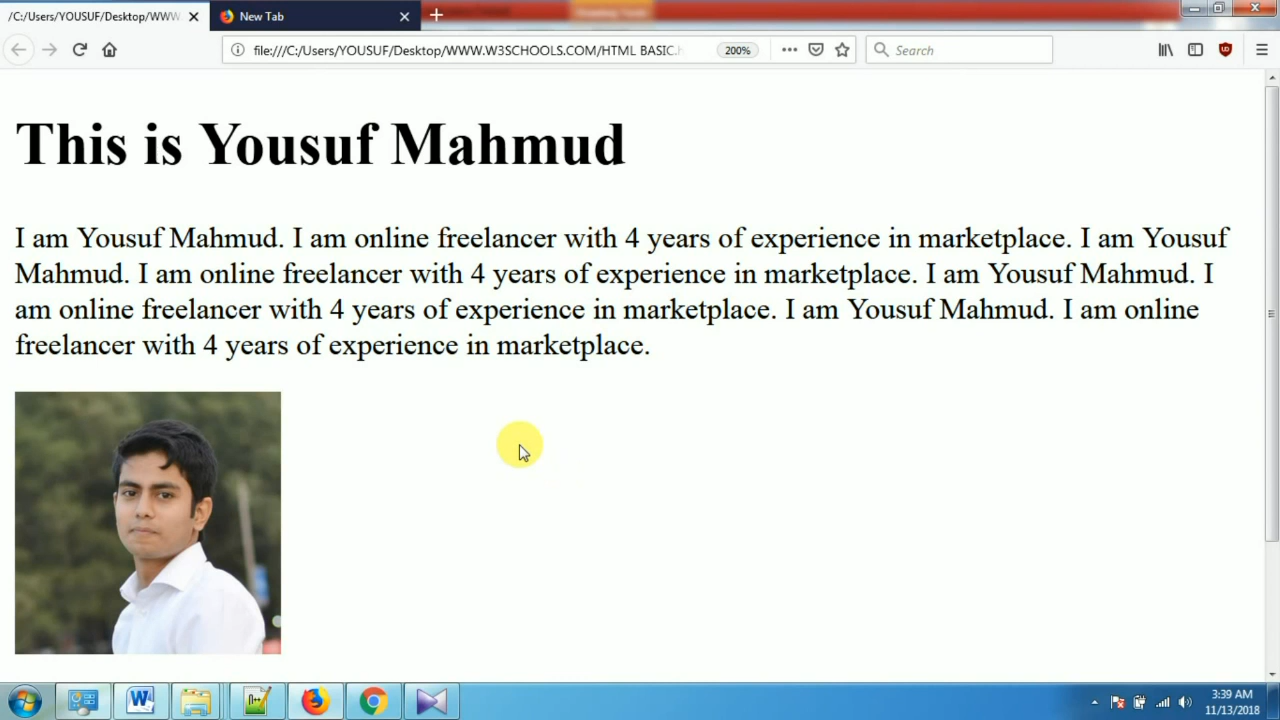 /C:/Users/YOUSUF/Desktop/WWW.
New Tab
file:///C:/Users/YOUSUF/Desktop/WWW.W3SCHOOLS.COM/HTML BASIC.
200%
Search
This is Yousuf Mahmud
I am Yousuf Mahmud. I am online freelancer with 4 years of experience in marketplace. I am Yousuf
Mahmud. I am online freelancer with 4 years of experience in marketplace. I am Yousuf Mahmud. I
am online freelancer with 4 years of experience in marketplace. I am Yousuf Mahmud. I am online
freelancer with 4 years of experience in marketplace.
3:39 AM
11/13/2018